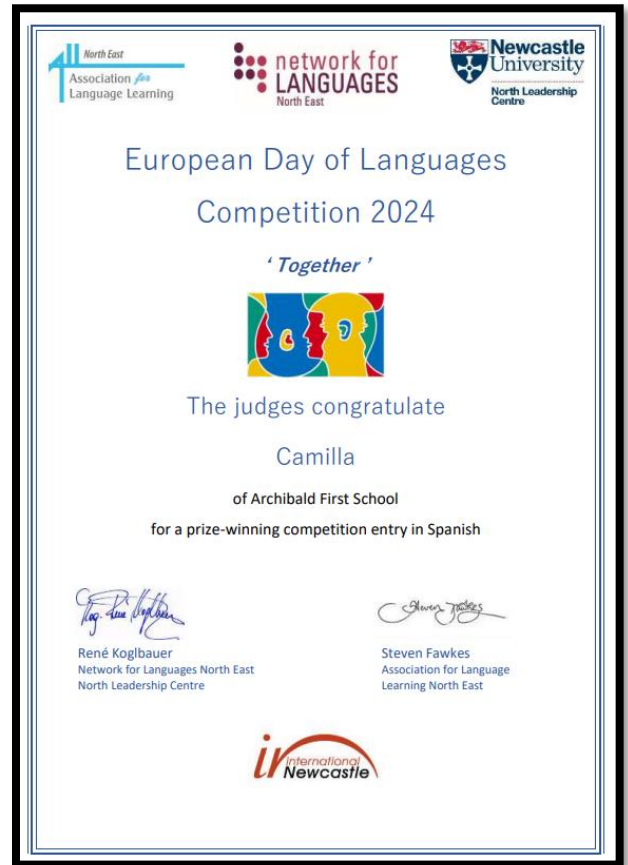 North East
Association for
Language Learning
network for
LANGUAGES
North East
Newcastle
University
North Leadership
Centre
European Day of Languages
Competition 2024
‘ Together ’
The judges congratulate
Camilla
of Archibald First School
for a prize-winning competition entry in Spanish
René Koglbauer
Network for Languages North East
North Leadership Centre
Steven Fawkes
Association for Language
Learning North East
International
Newcastle